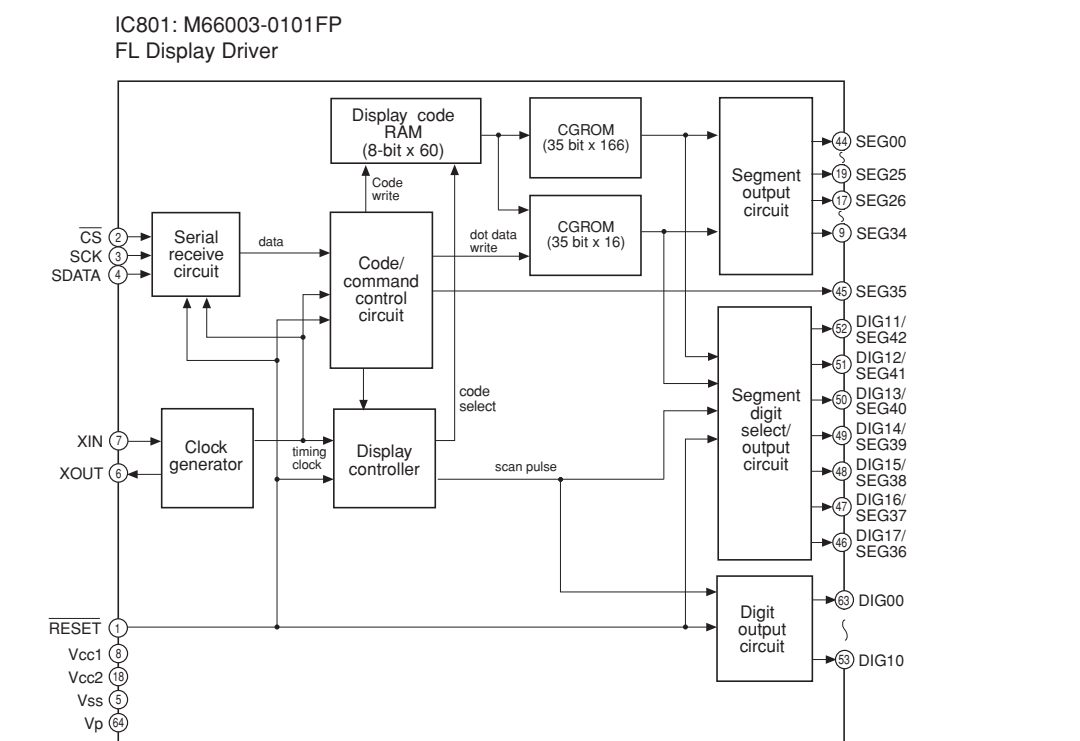 IC801: M66003-0101FP
FL Display Driver
Display code
RAM
(8-bit x 60)
CGROM
(35 bit x 166)
Segment
output
circuit
44 SEG00
19 SEG25
17 SEG26
9 SEG34
Code
write
CGROM
(35 bit x 16)
CS 2
SCK 3
SDATA 4
Serial
receive
circuit
data
dot data
write
Code/
command
control
circuit
45 SEG35
52 DIG11/
SEG42
51 DIG12/
SEG41
50 DIG13/
SEG40
49 DIG14/
SEG39
48 DIG15/
SEG38
47 DIG16/
SEG37
46 DIG17/
SEG36
Segment
digit
select/
output
circuit
code
select
XIN 7
XOUT 6
Clock
generator
timing
clock
Display
controller
scan pulse
Digit
output
circuit
63 DIG00
53 DIG10
RESET 1
Vcc1 8
Vcc2 18
Vss 5
Vp 64